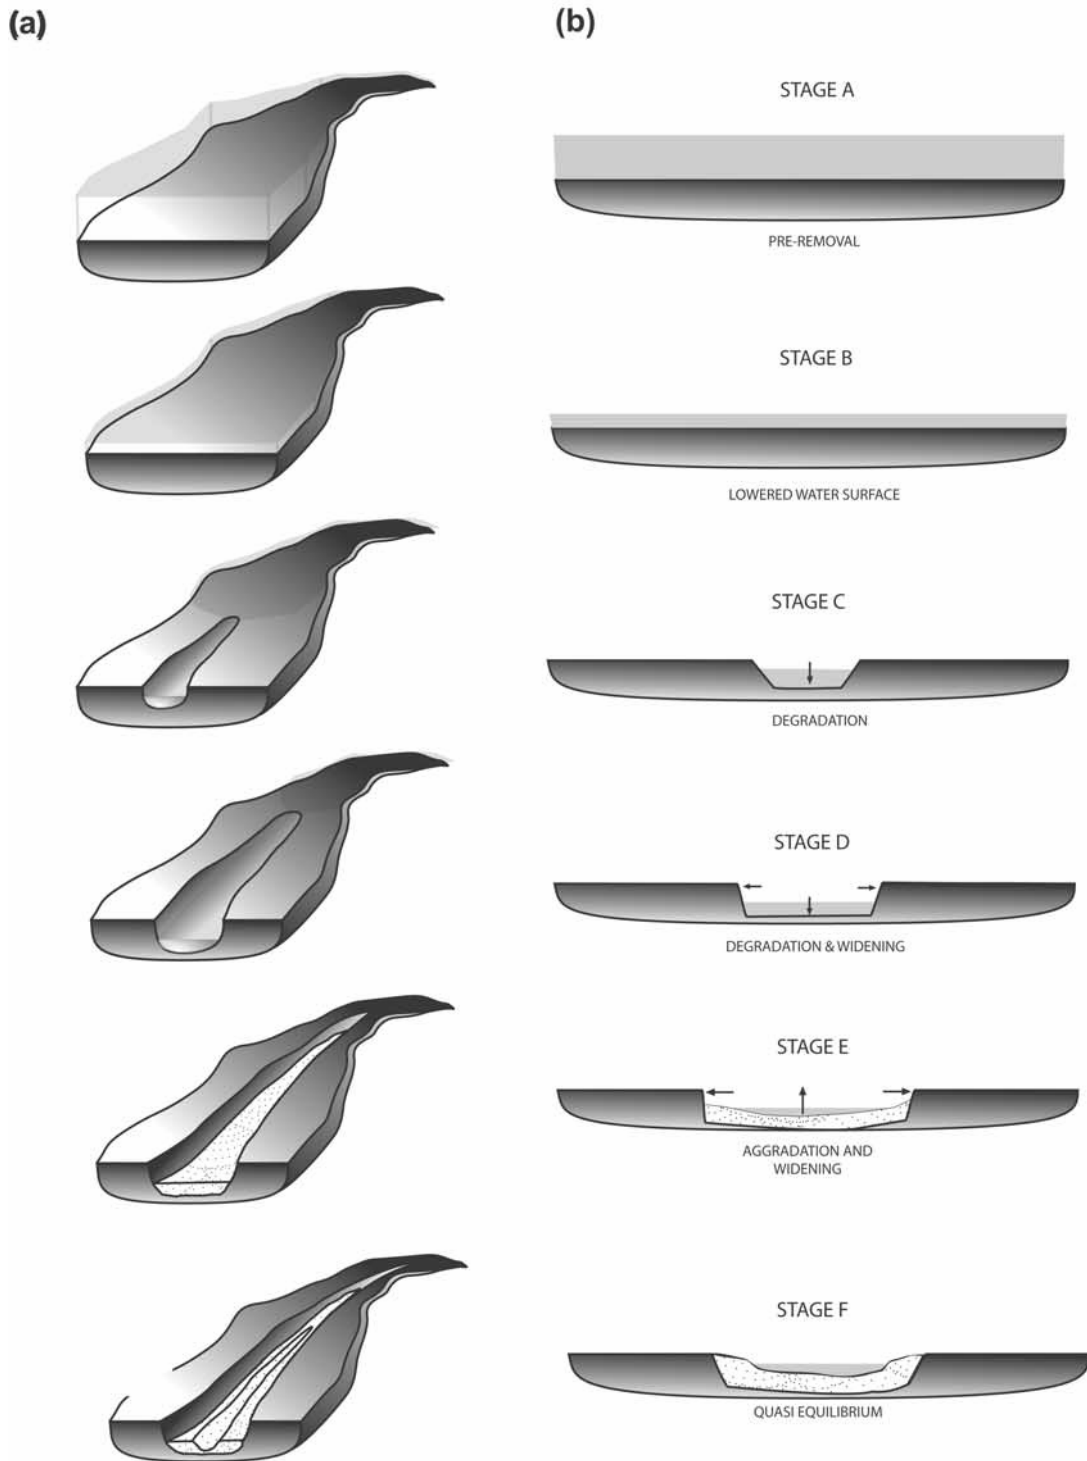 (a)
(b)
STAGE A
PRE-REMOVAL
STAGE B
LOWERED WATER SURFACE
STAGE C
DEGRADATION
STAGE D
DEGRADATION & WIDENING
STAGE E
AGGRADATION AND
WIDENING
STAGE F
QUASI EQUILIBRIUM